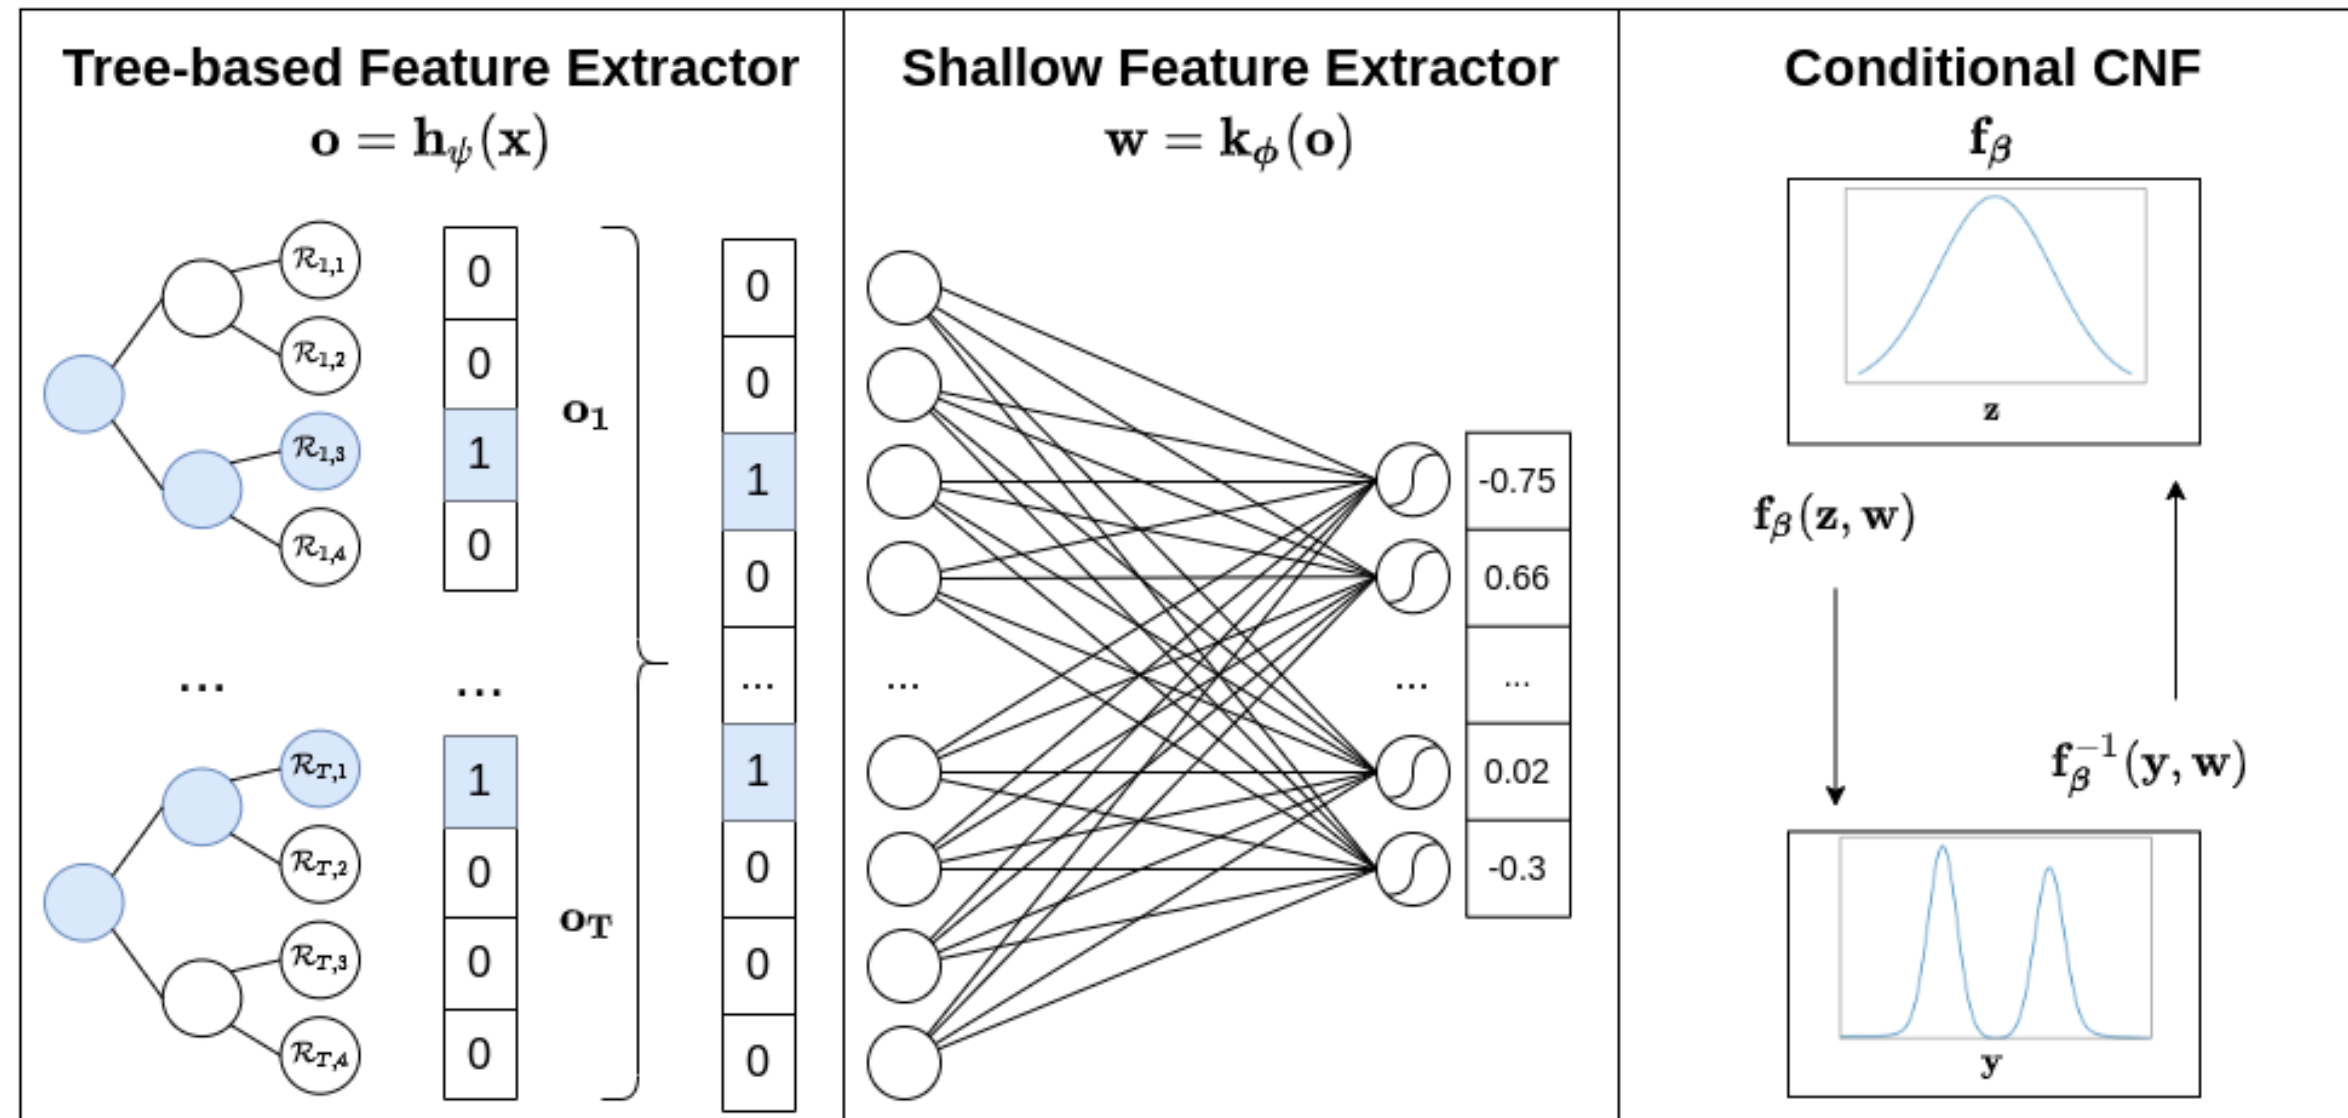 Tree-based Feature Extractor
o = h_ψ(x)
R_{1,1}
R_{1,2}
R_{1,3}
R_{1,4}
0
0
1
0
o_1
...
...
R_{T,1}
R_{T,2}
R_{T,3}
R_{T,4}
1
0
0
0
o_T
0
0
1
0
...
1
0
0
0
Shallow Feature Extractor
w = k_ϕ(o)
...
...
-0.75
0.66
...
0.02
-0.3
Conditional CNF
f_β
z
f_β(z, w)
f_β^{-1}(y, w)
y